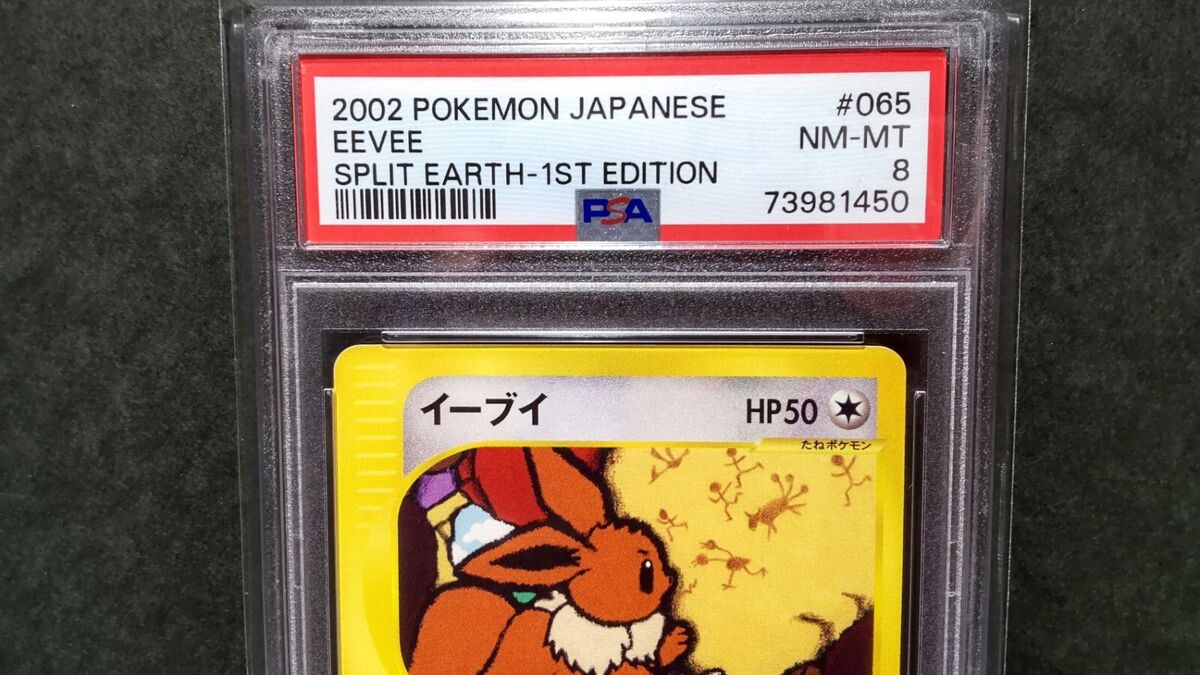 2002 POKEMON JAPANESE #065
EEVEE NM-MT
SPLIT EARTH-1ST EDITION 8
PSA 73981450
イーブイ HP50
たねポケモン